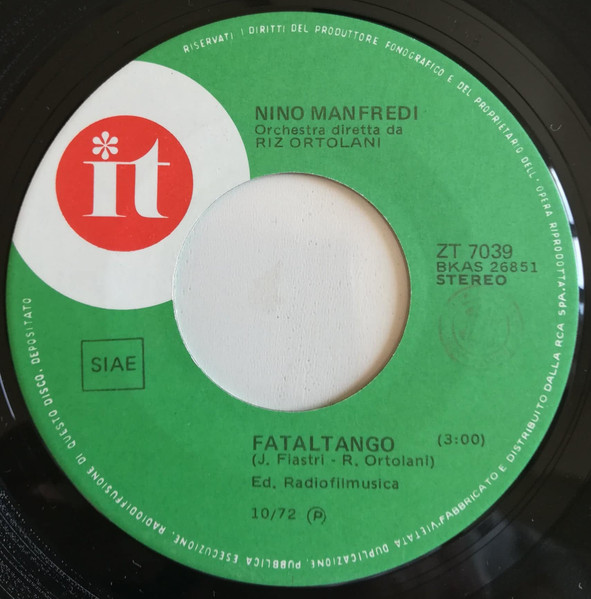 RISERVATI I DIRITTI DEL PRODUTTORE FONOGRAFICO E DEL PROPRIETARIO DELL'OPERA RIPRODOTTA.
NINO MANFREDI
Orchestra diretta da
RIZ ORTOLANI
it
ZT 7039
BKAS 26851
STEREO
SIAE
FATALTANGO (3:00)
(J. Fiastri - R. Ortolani)
Ed. Radiofilmusica
10/72 Ⓟ
FABBRICATO E DISTRIBUITO DALLA RCA SPA.
VIETATA DUPLICAZIONE, PUBBLICA ESECUZIONE, RADIODIFFUSIONE DI QUESTO DISCO. DEPOSITATO